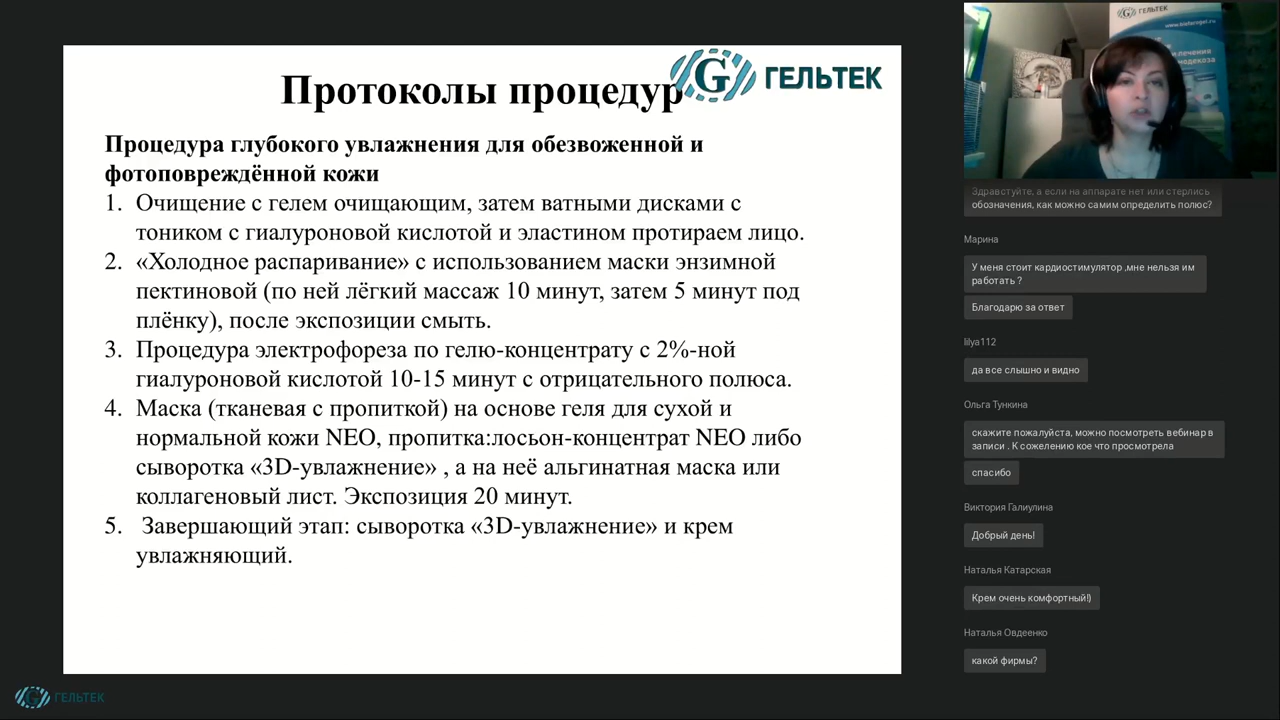 Протоколы процедур
ГЕЛЬТЕК
Процедура глубокого увлажнения для обезвоженной и
фотоповреждённой кожи
1. Очищение с гелем очищающим, затем ватными дисками с
тоником с гиалуроновой кислотой и эластином протираем лицо.
2. «Холодное распаривание» с использованием маски энзимной
пектиновой (по ней лёгкий массаж 10 минут, затем 5 минут под
плёнку), после экспозиции смыть.
3. Процедура электрофореза по гелю-концентрату с 2%-ной
гиалуроновой кислотой 10-15 минут с отрицательного полюса.
4. Маска (тканевая с пропиткой) на основе геля для сухой и
нормальной кожи NEO, пропитка:лосьон-концентрат NEO либо
сыворотка «3D-увлажнение» , а на неё альгинатная маска или
коллагеновый лист. Экспозиция 20 минут.
5. Завершающий этап: сыворотка «3D-увлажнение» и крем
увлажняющий.
ГЕЛЬТЕК
ГЕЛЬТЕК
Здравстуйте, а если на аппарате нет или стерлись
обозначения, как можно самим определить полюс?
Марина
У меня стоит кардиостимулятор ,мне нельзя им
работать ?
Благодарю за ответ
lilya112
да все слышно и видно
Ольга Тункина
скажите пожалуйста, можно посмотреть вебинар в
записи . К сожелению кое что просмотрела
спасибо
Виктория Галиулина
Добрый день!
Наталья Катарская
Крем очень комфортный!)
Наталья Овдеенко
какой фирмы?